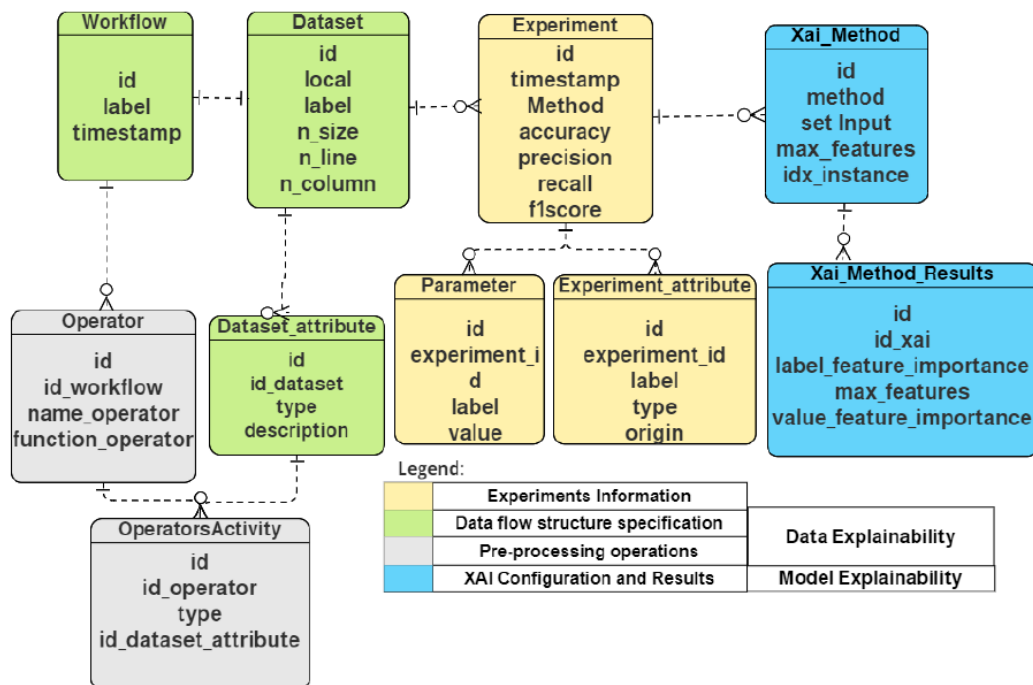 Workflow
id
label
timestamp
Dataset
id
local
label
n_size
n_line
n_column
Experiment
id
timestamp
Method
accuracy
precision
recall
f1score
Xai_Method
id
method
set Input
max_features
idx_instance
Operator
id
id_workflow
name_operator
function_operator
Dataset_attribute
id
id_dataset
type
description
Parameter
id
experiment_i
d
label
value
Experiment_attribute
id
experiment_id
label
type
origin
Xai_Method_Results
id
id_xai
label_feature_importance
max_features
value_feature_importance
OperatorsActivity
id
id_operator
type
id_dataset_attribute
Legend:
Experiments Information
Data flow structure specification
Pre-processing operations
XAI Configuration and Results
Data Explainability
Model Explainability